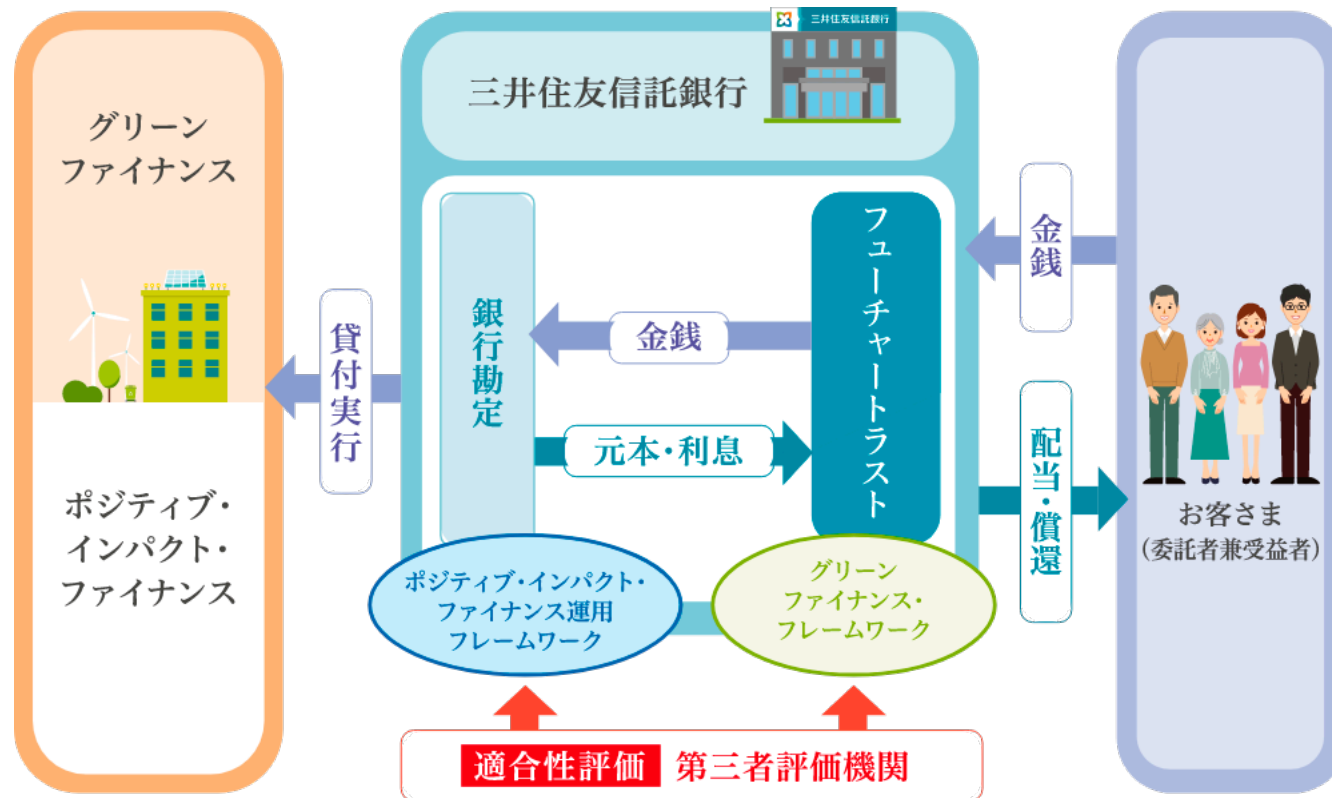 三井住友信託銀行
三井住友信託銀行
グリーン
ファイナンス
ポジティブ・
インパクト・
ファイナンス
貸付実行
銀行勘定
金銭
元本・利息
フューチャートラスト
金銭
配当・償還
お客さま
（委託者兼受益者）
ポジティブ・インパクト・
ファイナンス運用
フレームワーク
グリーン
ファイナンス・
フレームワーク
適合性評価 第三者評価機関